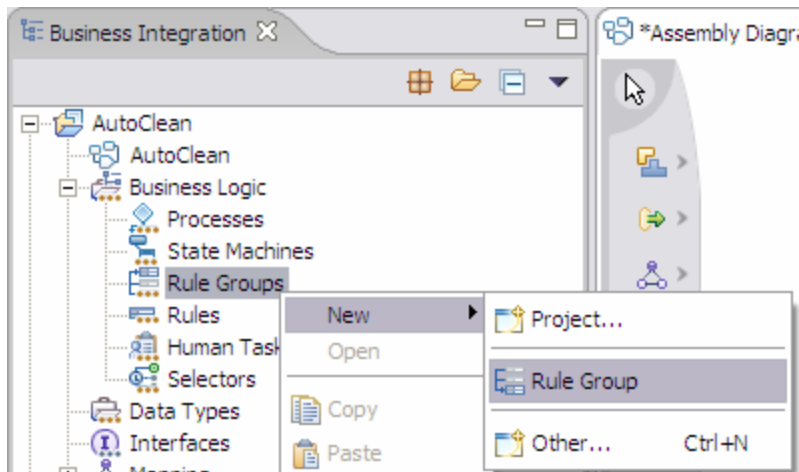 Business Integration
*Assembly Diagra
AutoClean
AutoClean
Business Logic
Processes
State Machines
Rule Groups
Rules
Human Task
Selectors
Data Types
Interfaces
New
Open
Copy
Paste
Project...
Rule Group
Other... Ctrl+N